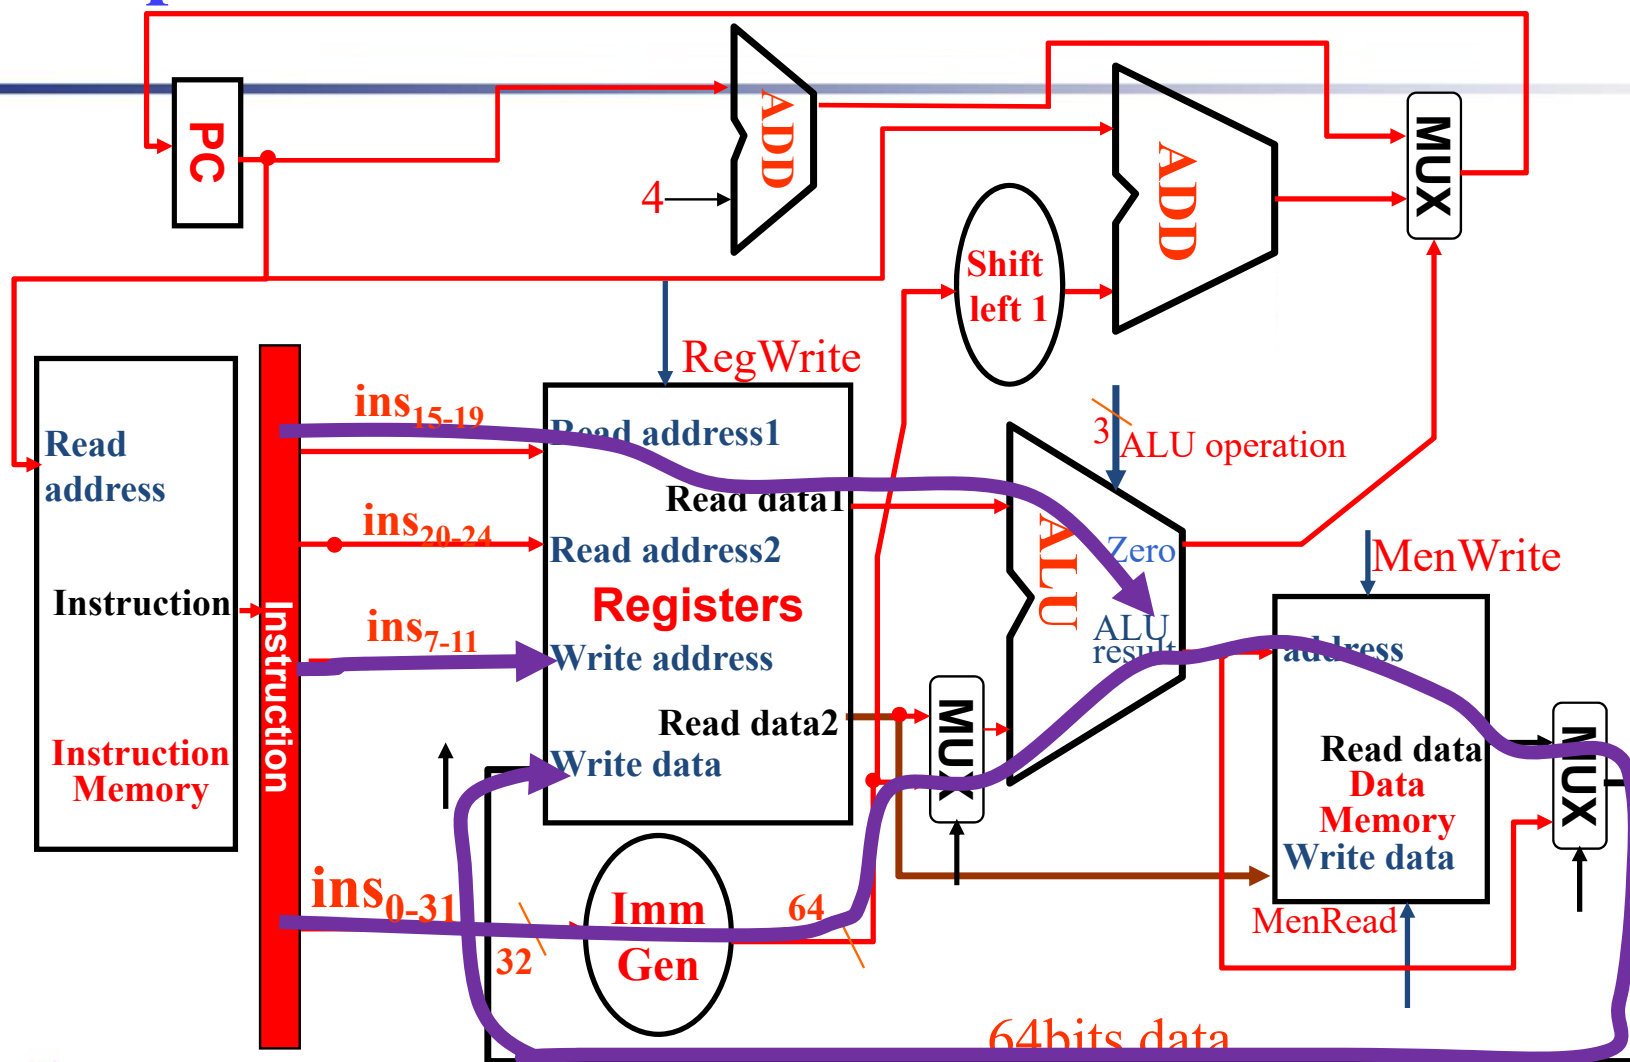 PC
ADD
4
ADD
MUX
Shift
left 1
RegWrite
ins15-19
Read address1
Read data1
ins20-24
Read address2
Registers
ins7-11
Write address
Read data2
Write data
Read
address
Instruction
Instruction
Memory
Instruction
3
ALU operation
ALU
Zero
ALU
result
MUX
MenWrite
address
Read data
Data
Memory
Write data
MUX
MenRead
ins0-31
32
Imm
Gen
64
64bits data